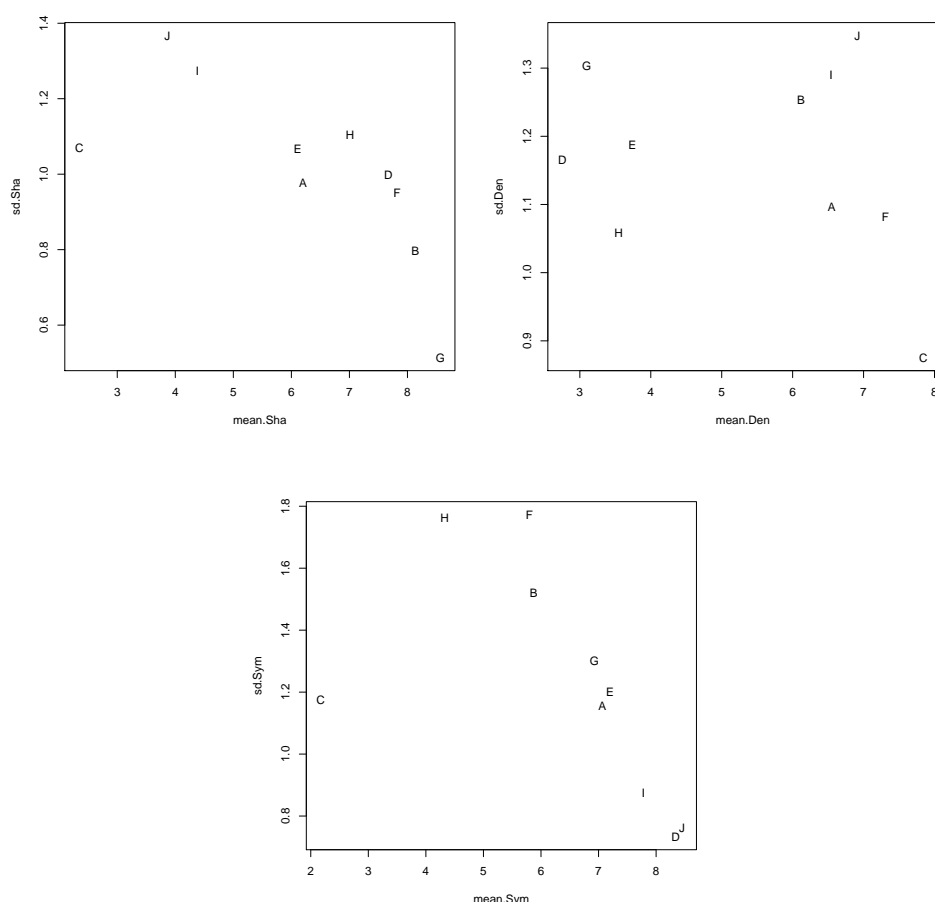 1.4
1.2
1.0
0.8
0.6
sd.Sha
J
I
C
H
E
A
D
F
B
G
3 4 5 6 7 8
mean.Sha
1.3
1.2
1.1
1.0
0.9
sd.Den
J
G
I
B
E
D
A
F
H
C
3 4 5 6 7 8
mean.Den
1.8
1.6
1.4
1.2
1.0
0.8
sd.Sym
H F
B
G
E
C
A
I
J
D
2 3 4 5 6 7 8
mean.Sym